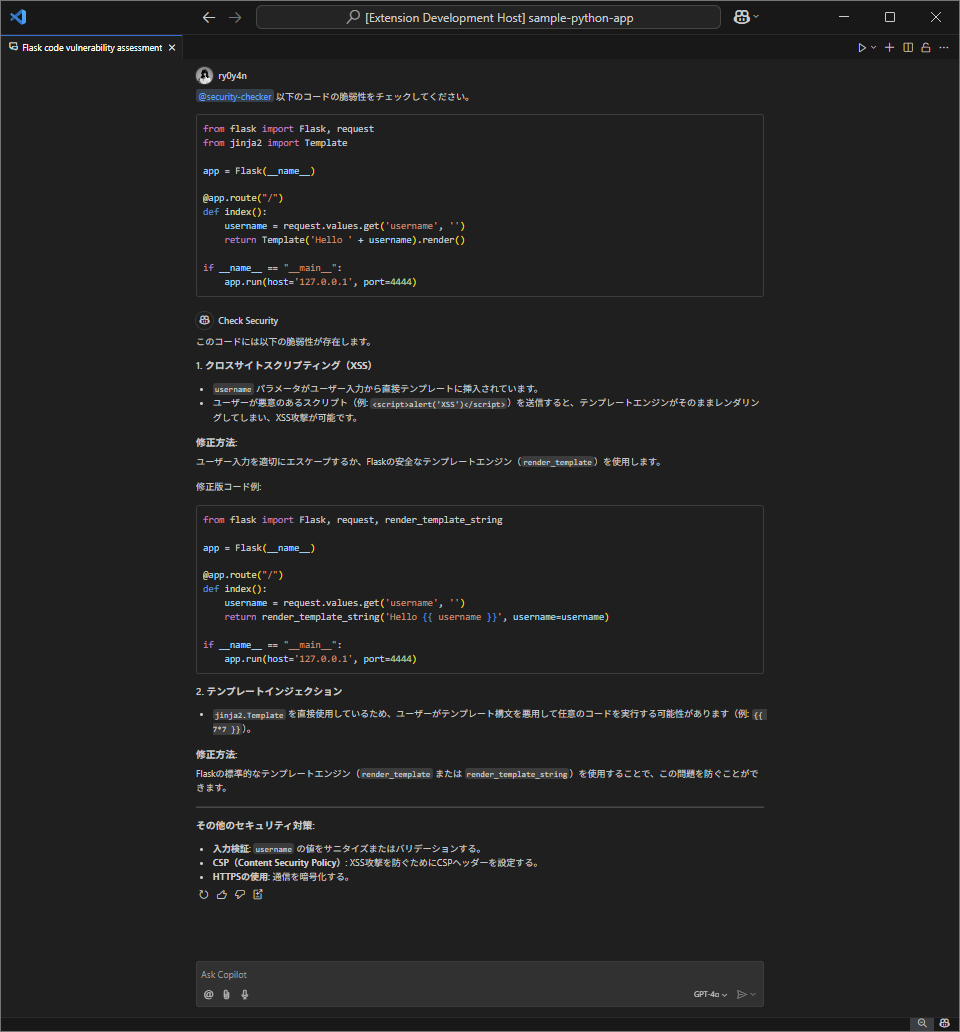 [Extension Development Host] sample-python-app
Flask code vulnerability assessment
ry0y4n
@security-checker 以下のコードの脆弱性をチェックしてください。
from flask import Flask, request
from jinja2 import Template
app = Flask(__name__)
@app.route("/")
def index():
    username = request.values.get('username', '')
    return Template('Hello ' + username).render()
if __name__ == "__main__":
    app.run(host='127.0.0.1', port=4444)
Check Security
このコードには以下の脆弱性が存在します。
1. クロスサイトスクリプティング（XSS）
• username パラメータがユーザー入力から直接テンプレートに挿入されています。
• ユーザーが悪意のあるスクリプト（例: <script>alert('XSS')</script>）を送信すると、テンプレートエンジンがそのままレンダリン
グしてしまい、XSS攻撃が可能です。
修正方法:
ユーザー入力を適切にエスケープするか、Flaskの安全なテンプレートエンジン（render_template）を使用します。
修正版コード例:
from flask import Flask, request, render_template_string
app = Flask(__name__)
@app.route("/")
def index():
    username = request.values.get('username', '')
    return render_template_string('Hello {{ username }}', username=username)
if __name__ == "__main__":
    app.run(host='127.0.0.1', port=4444)
2. テンプレートインジェクション
• jinja2.Template を直接使用しているため、ユーザーがテンプレート構文を悪用して任意のコードを実行する可能性があります（例: {{
7*7 }}）。
修正方法:
Flaskの標準的なテンプレートエンジン（render_template または render_template_string）を使用することで、この問題を防ぐことがで
きます。
その他のセキュリティ対策:
• 入力検証: username の値をサニタイズまたはバリデーションする。
• CSP（Content Security Policy）: XSS攻撃を防ぐためにCSPヘッダーを設定する。
• HTTPSの使用: 通信を暗号化する。
Ask Copilot
GPT-4o